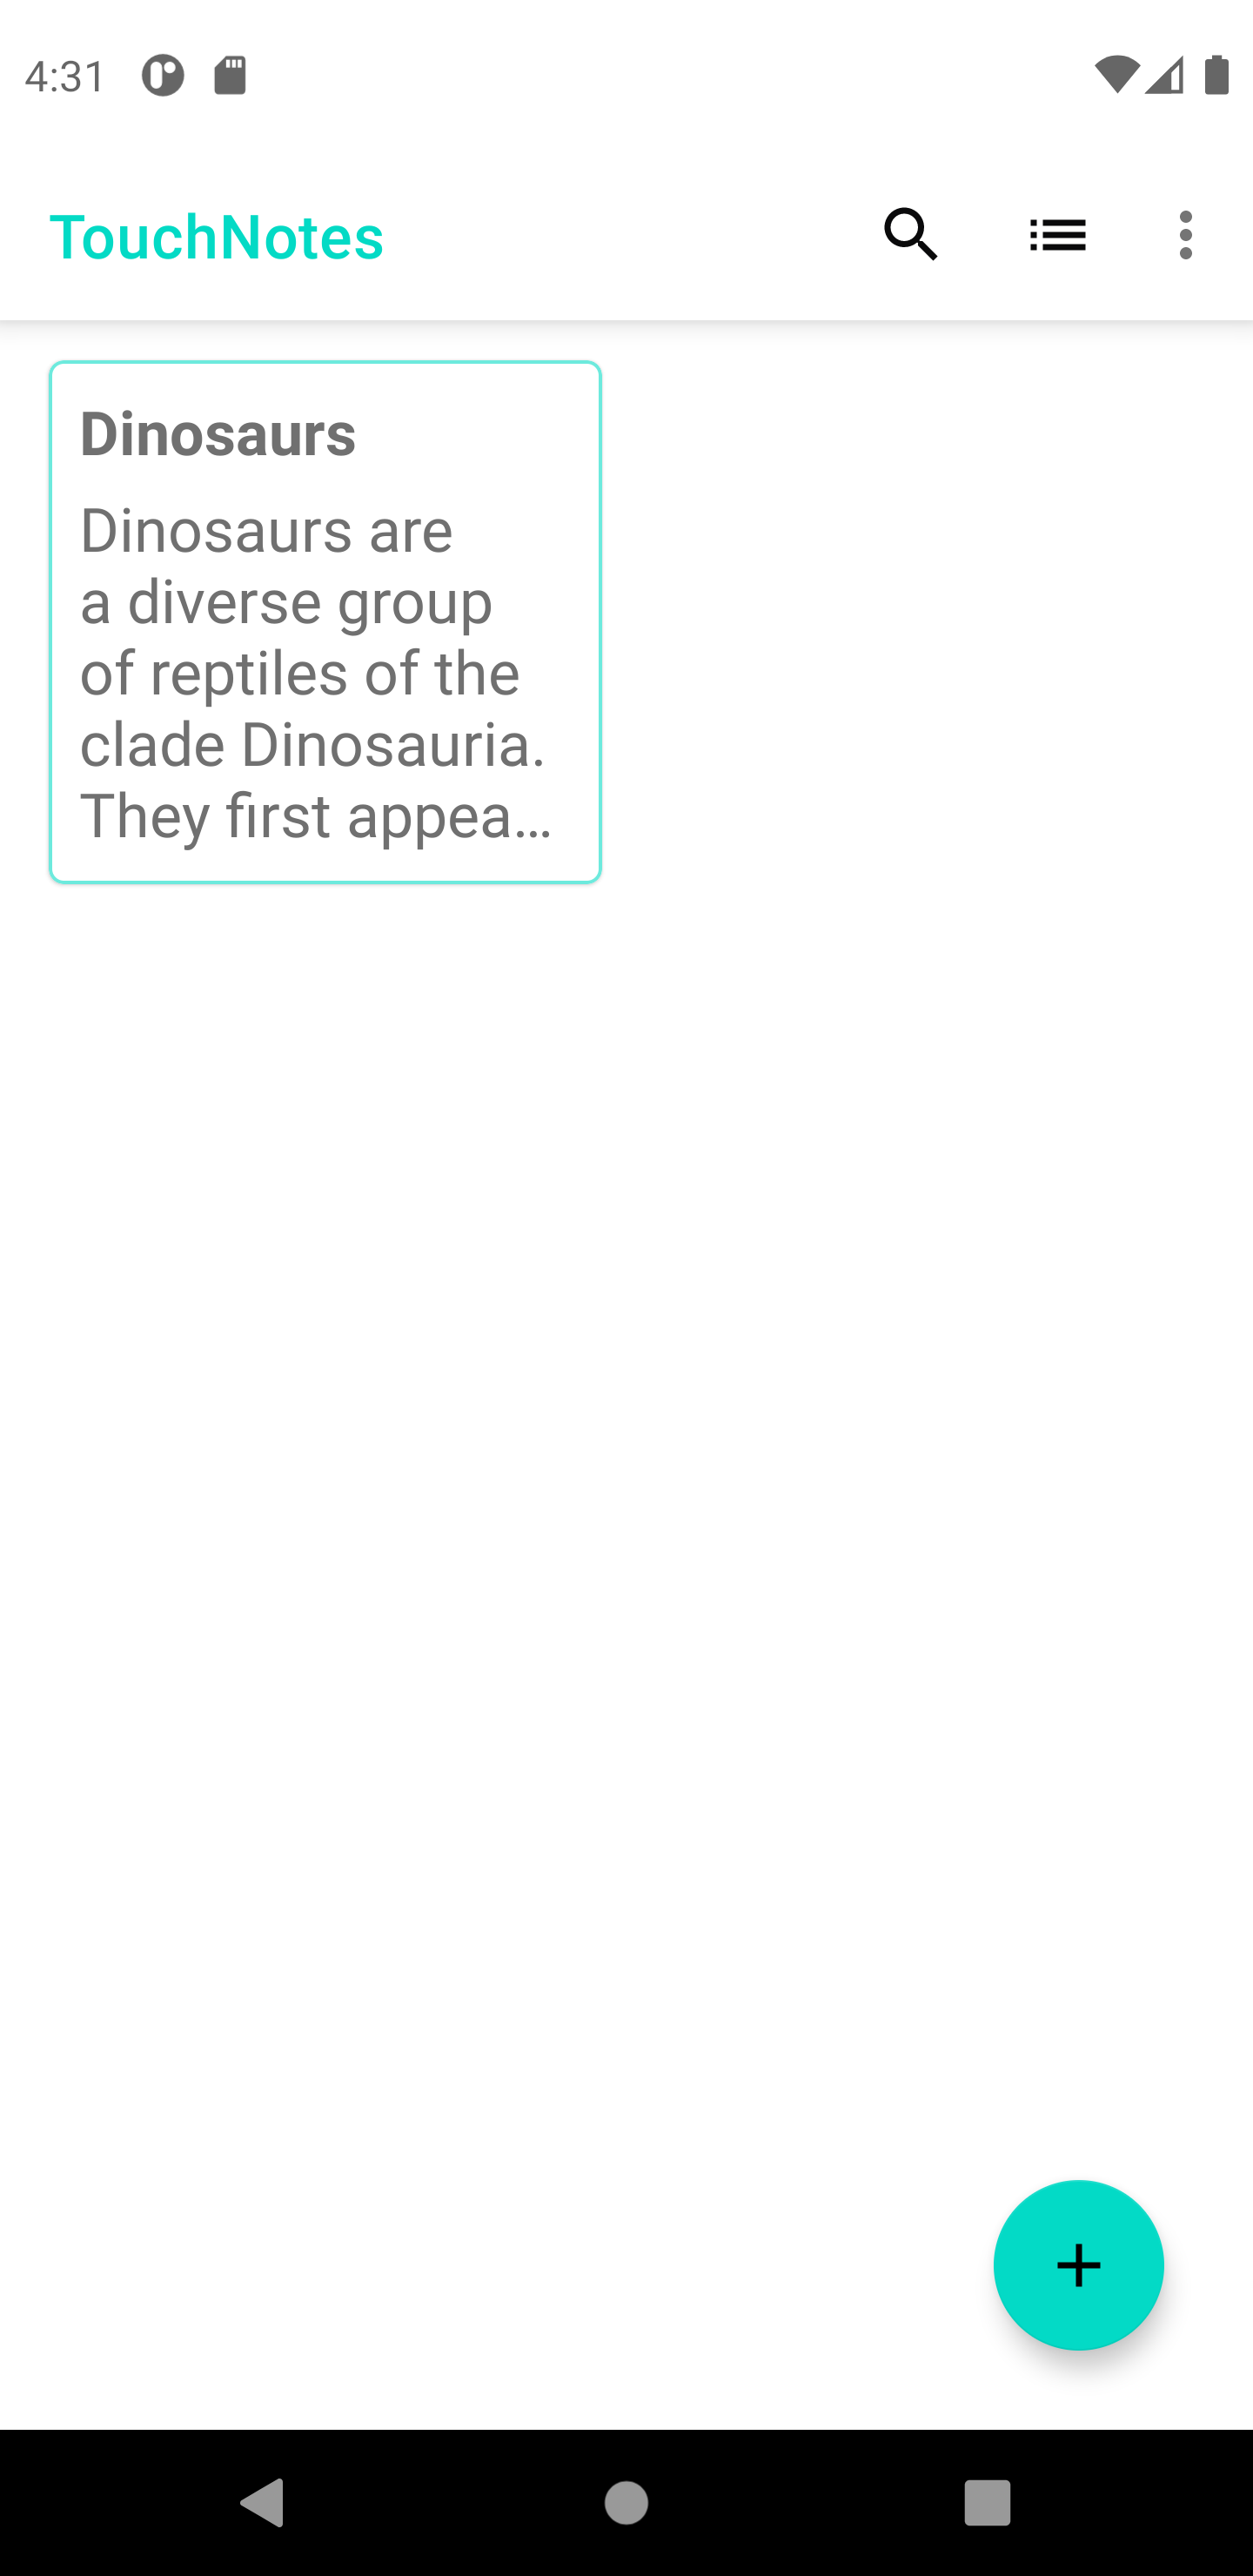 4:31
TouchNotes
Dinosaurs
Dinosaurs are
a diverse group
of reptiles of the
clade Dinosauria.
They first appea…